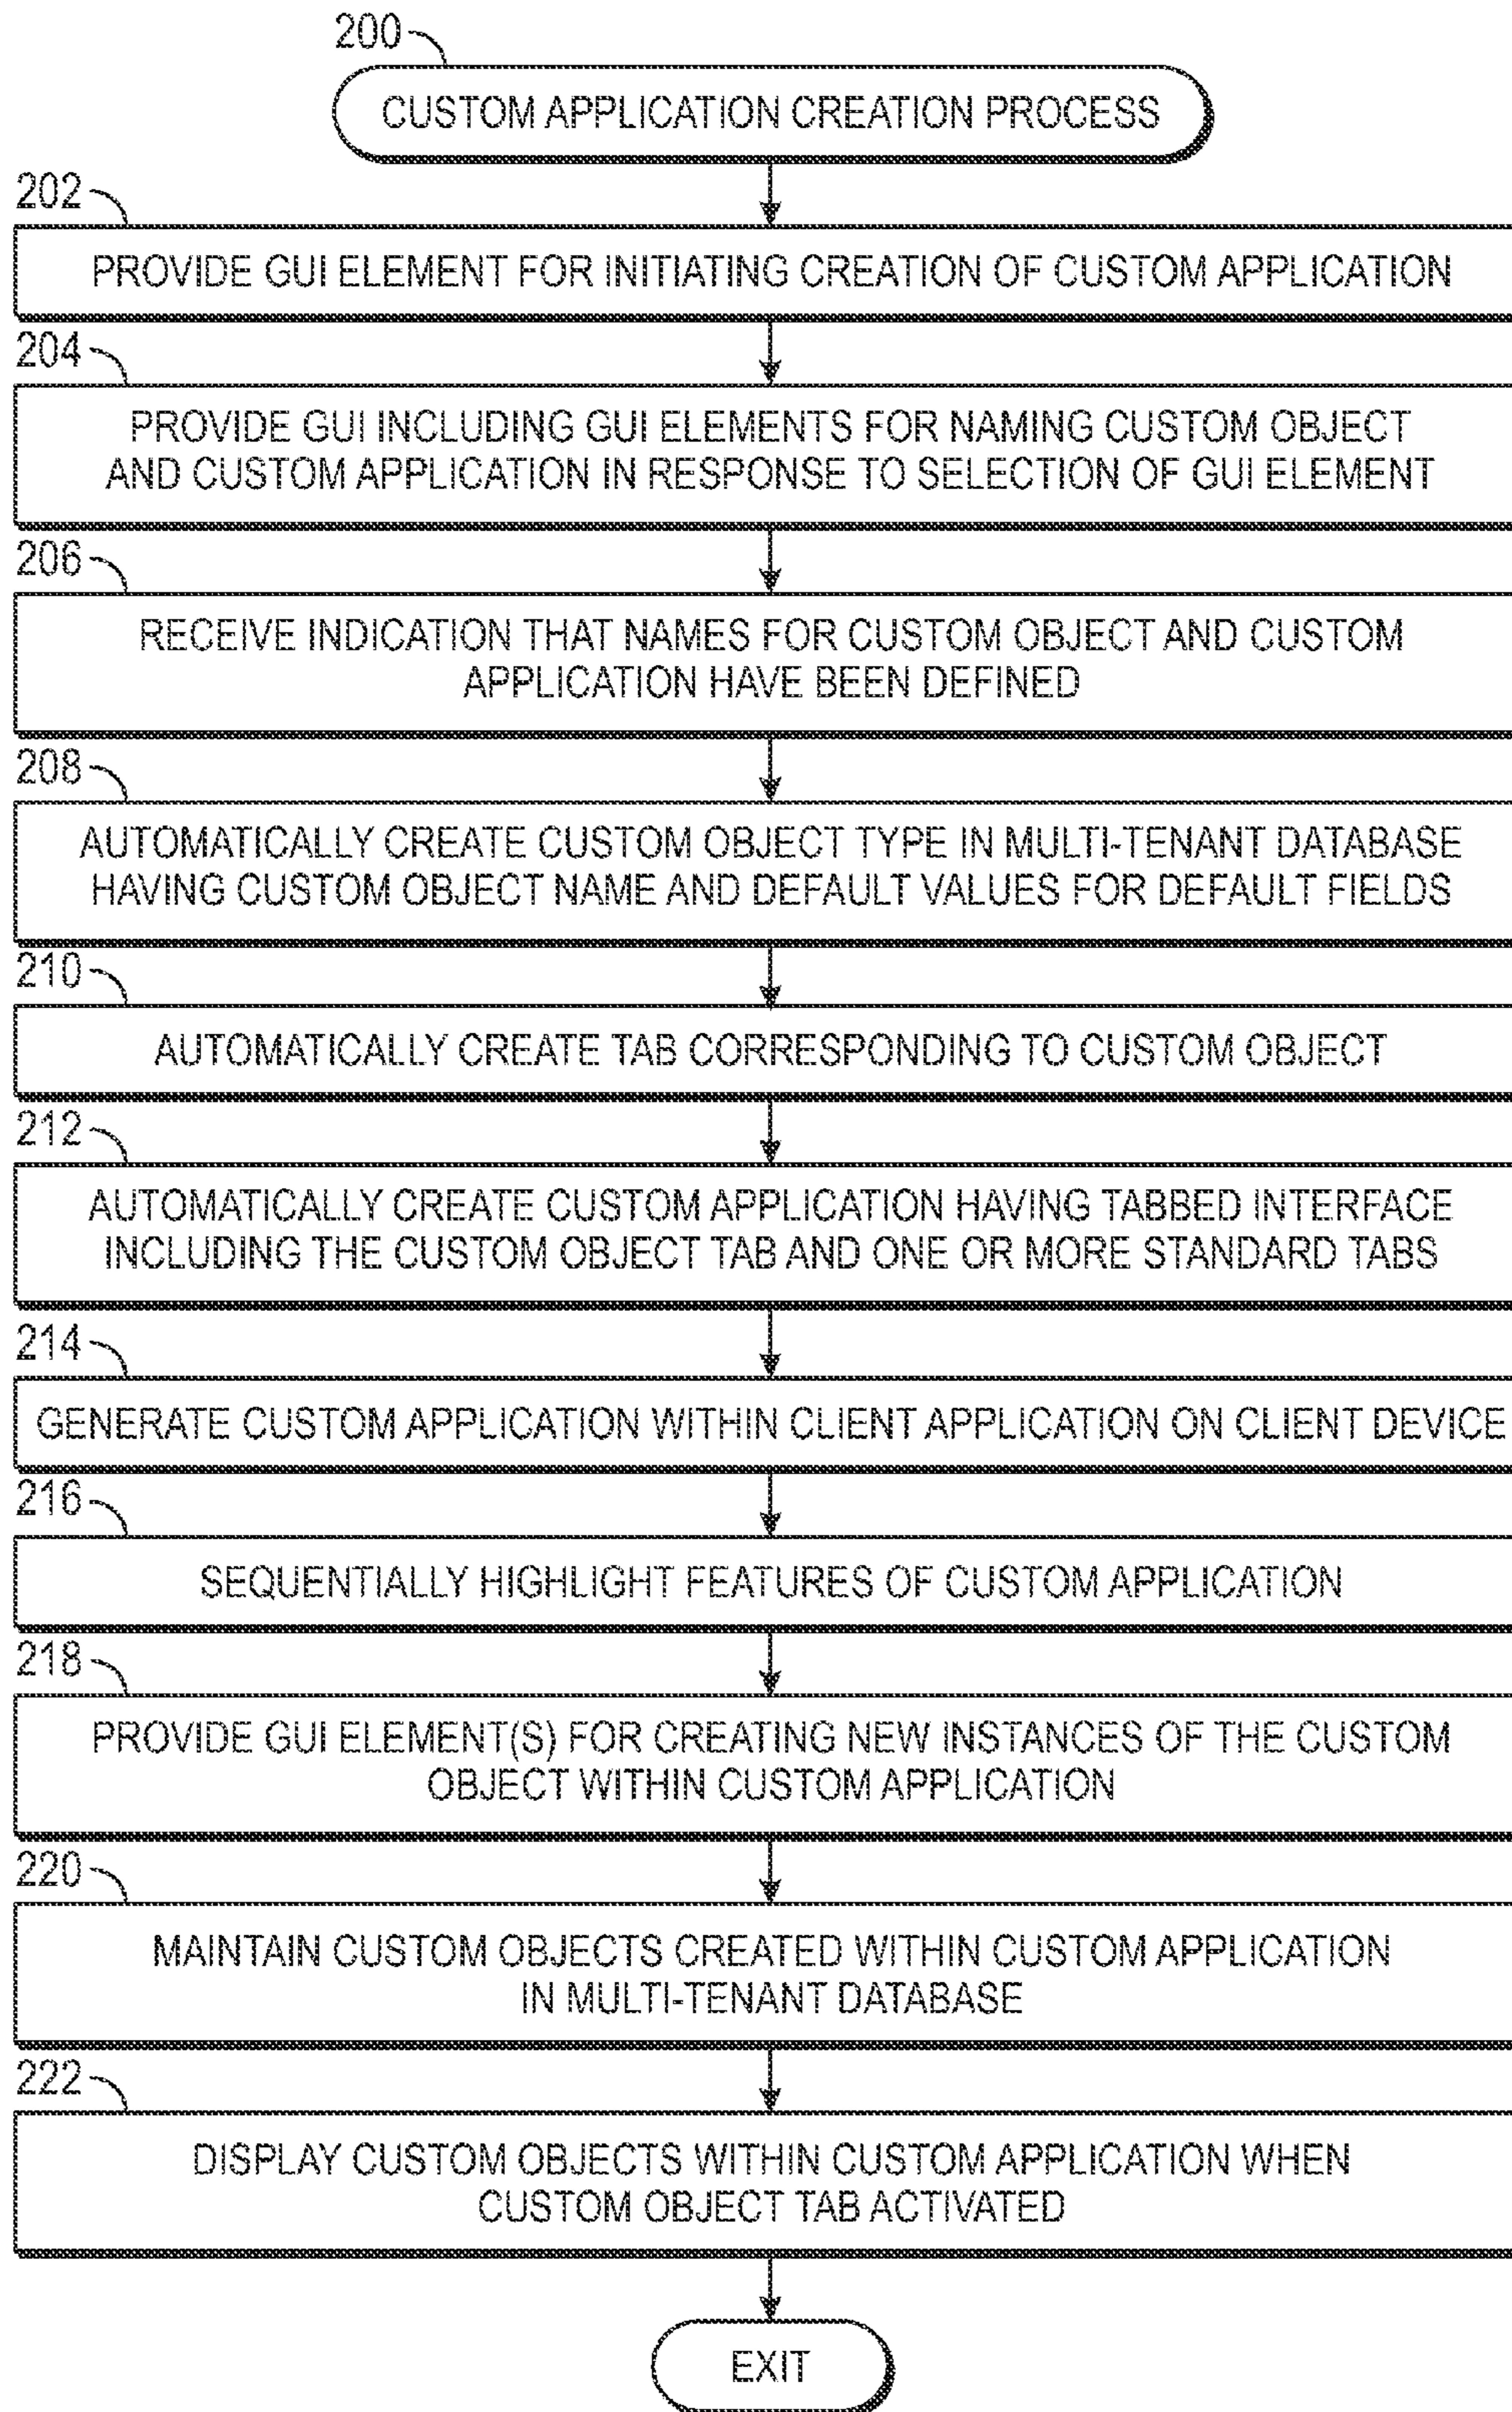 200
CUSTOM APPLICATION CREATION PROCESS
202
PROVIDE GUI ELEMENT FOR INITIATING CREATION OF CUSTOM APPLICATION
204
PROVIDE GUI INCLUDING GUI ELEMENTS FOR NAMING CUSTOM OBJECT
AND CUSTOM APPLICATION IN RESPONSE TO SELECTION OF GUI ELEMENT
206
RECEIVE INDICATION THAT NAMES FOR CUSTOM OBJECT AND CUSTOM
APPLICATION HAVE BEEN DEFINED
208
AUTOMATICALLY CREATE CUSTOM OBJECT TYPE IN MULTI-TENANT DATABASE
HAVING CUSTOM OBJECT NAME AND DEFAULT VALUES FOR DEFAULT FIELDS
210
AUTOMATICALLY CREATE TAB CORRESPONDING TO CUSTOM OBJECT
212
AUTOMATICALLY CREATE CUSTOM APPLICATION HAVING TABBED INTERFACE
INCLUDING THE CUSTOM OBJECT TAB AND ONE OR MORE STANDARD TABS
214
GENERATE CUSTOM APPLICATION WITHIN CLIENT APPLICATION ON CLIENT DEVICE
216
SEQUENTIALLY HIGHLIGHT FEATURES OF CUSTOM APPLICATION
218
PROVIDE GUI ELEMENT(S) FOR CREATING NEW INSTANCES OF THE CUSTOM
OBJECT WITHIN CUSTOM APPLICATION
220
MAINTAIN CUSTOM OBJECTS CREATED WITHIN CUSTOM APPLICATION
IN MULTI-TENANT DATABASE
222
DISPLAY CUSTOM OBJECTS WITHIN CUSTOM APPLICATION WHEN
CUSTOM OBJECT TAB ACTIVATED
EXIT